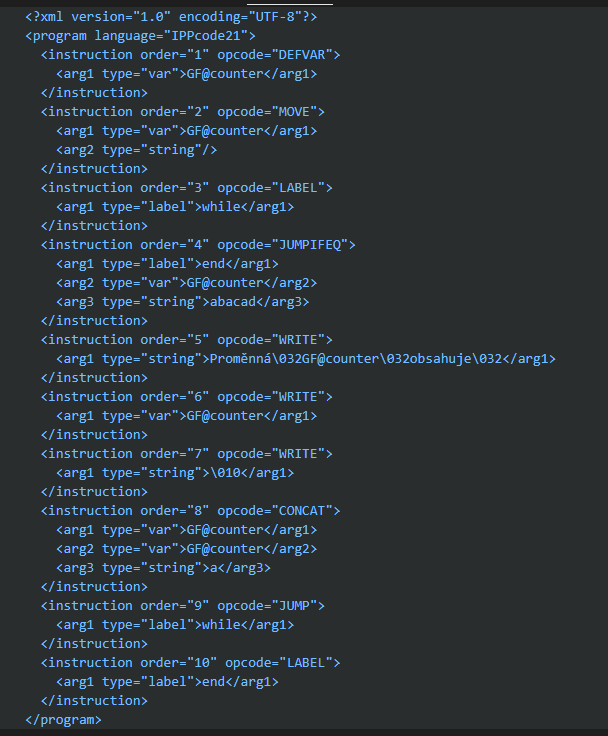 <?xml version="1.0" encoding="UTF-8"?>
<program language="IPPcode21">
  <instruction order="1" opcode="DEFVAR">
    <arg1 type="var">GF@counter</arg1>
  </instruction>
  <instruction order="2" opcode="MOVE">
    <arg1 type="var">GF@counter</arg1>
    <arg2 type="string"/>
  </instruction>
  <instruction order="3" opcode="LABEL">
    <arg1 type="label">while</arg1>
  </instruction>
  <instruction order="4" opcode="JUMPIFEQ">
    <arg1 type="label">end</arg1>
    <arg2 type="var">GF@counter</arg2>
    <arg3 type="string">abacad</arg3>
  </instruction>
  <instruction order="5" opcode="WRITE">
    <arg1 type="string">Proměnná\032GF@counter\032obsahuje\032</arg1>
  </instruction>
  <instruction order="6" opcode="WRITE">
    <arg1 type="var">GF@counter</arg1>
  </instruction>
  <instruction order="7" opcode="WRITE">
    <arg1 type="string">\010</arg1>
  </instruction>
  <instruction order="8" opcode="CONCAT">
    <arg1 type="var">GF@counter</arg1>
    <arg2 type="var">GF@counter</arg2>
    <arg3 type="string">a</arg3>
  </instruction>
  <instruction order="9" opcode="JUMP">
    <arg1 type="label">while</arg1>
  </instruction>
  <instruction order="10" opcode="LABEL">
    <arg1 type="label">end</arg1>
  </instruction>
</program>